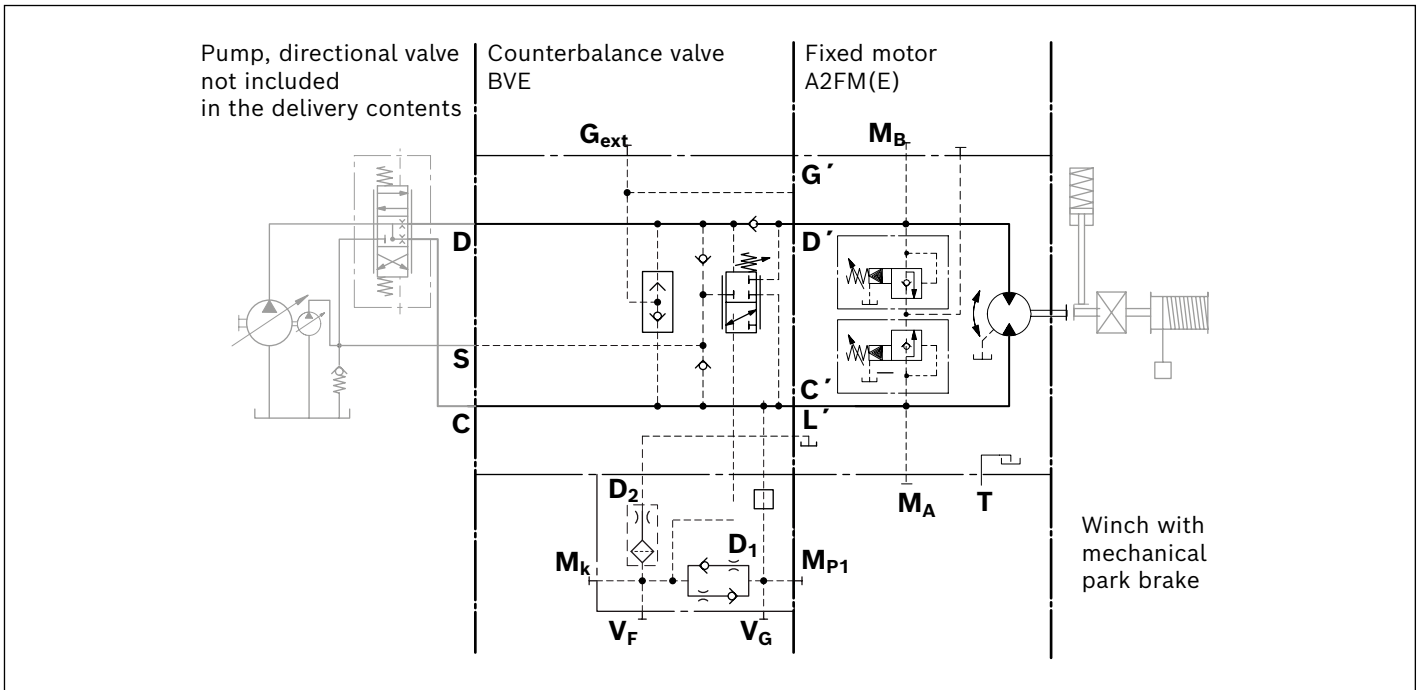 Pump, directional valve
not included
in the delivery contents
Counterbalance valve
BVE
Fixed motor
A2FM(E)
Gext
MB
G´
D
D´
S
C´
C
L´
D2
MA
T
D1
Mk
MP1
VF
VG
Winch with
mechanical
park brake